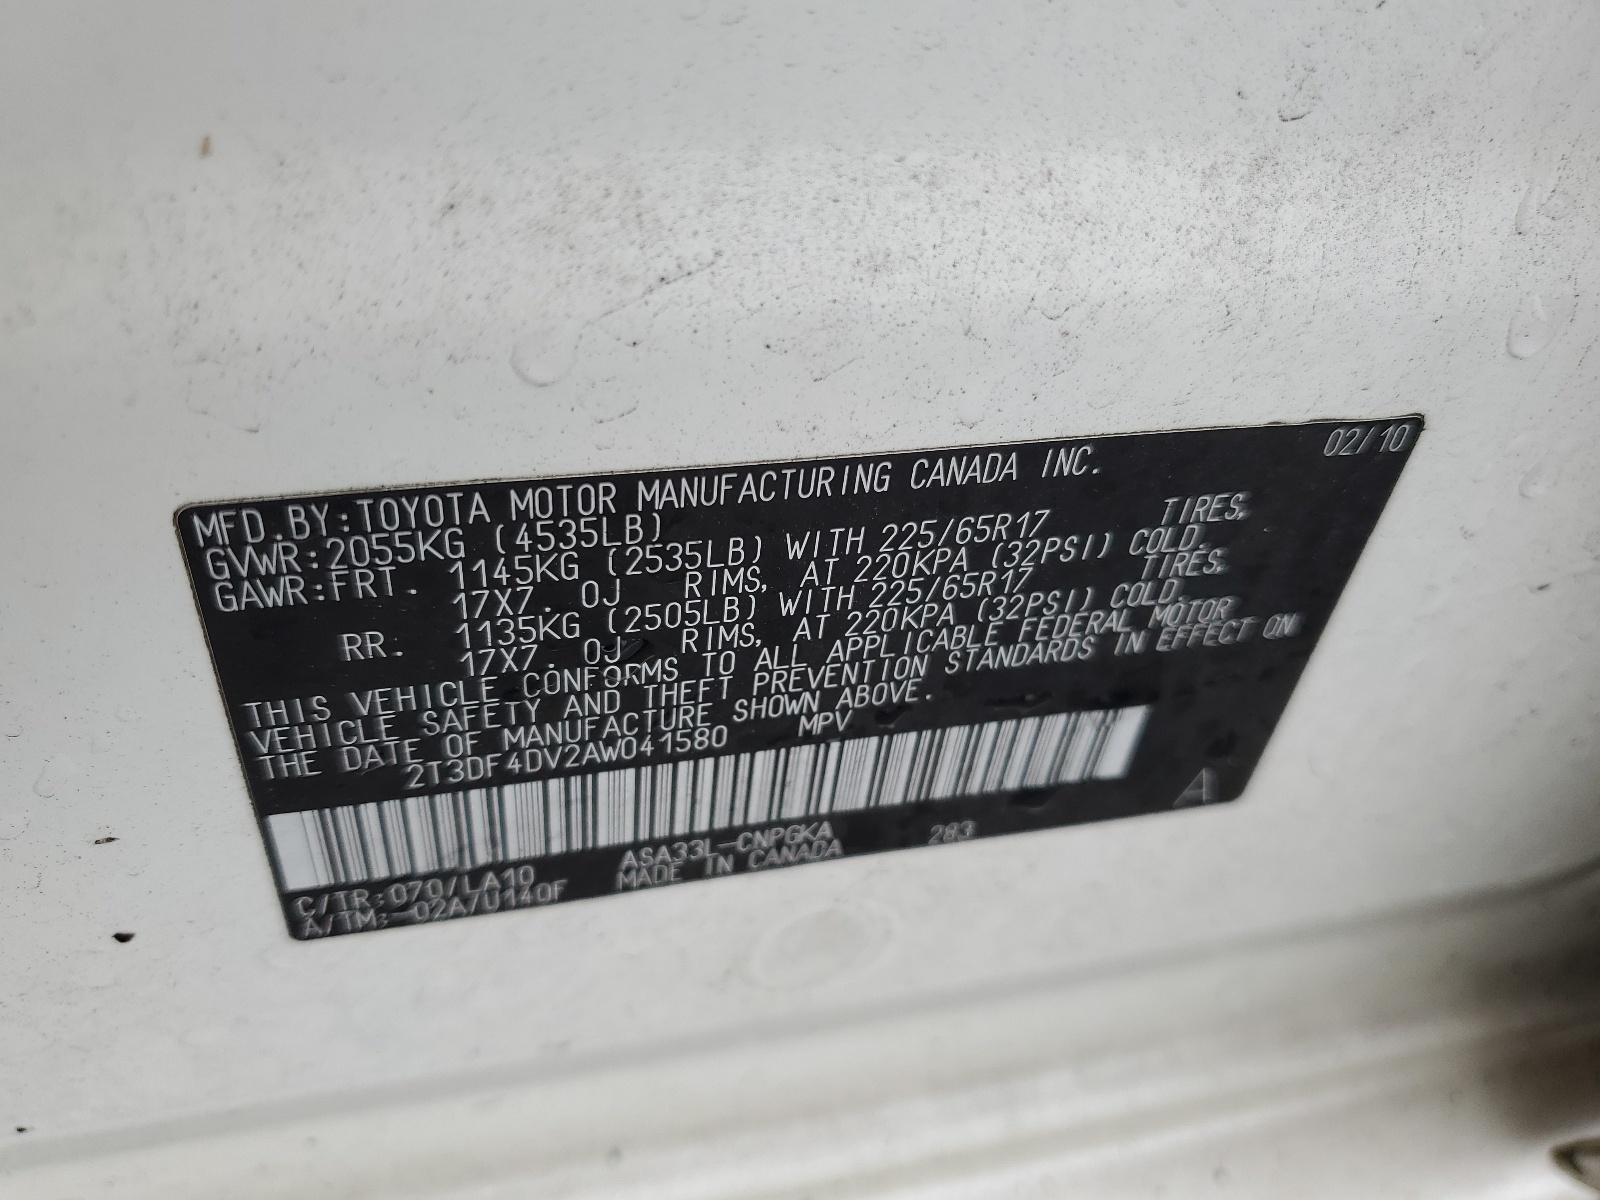 02/10
MFD.BY:TOYOTA MOTOR MANUFACTURING CANADA INC.
GVWR:2055KG (4535LB)
GAWR:FRT. 1145KG (2535LB) WITH 225/65R17 TIRES,
17X7.0J RIMS, AT 220KPA (32PSI) COLD.
RR. 1135KG (2505LB) WITH 225/65R17 TIRES,
17X7.0J RIMS, AT 220KPA (32PSI) COLD.
THIS VEHICLE CONFORMS TO ALL APPLICABLE FEDERAL MOTOR
VEHICLE SAFETY AND THEFT PREVENTION STANDARDS IN EFFECT ON
THE DATE OF MANUFACTURE SHOWN ABOVE.
2T3DF4DV2AW041580 MPV
C/TR:070/LA10 ASA33L-CNPGKA 283 A
A/TM:-02A/U140F MADE IN CANADA